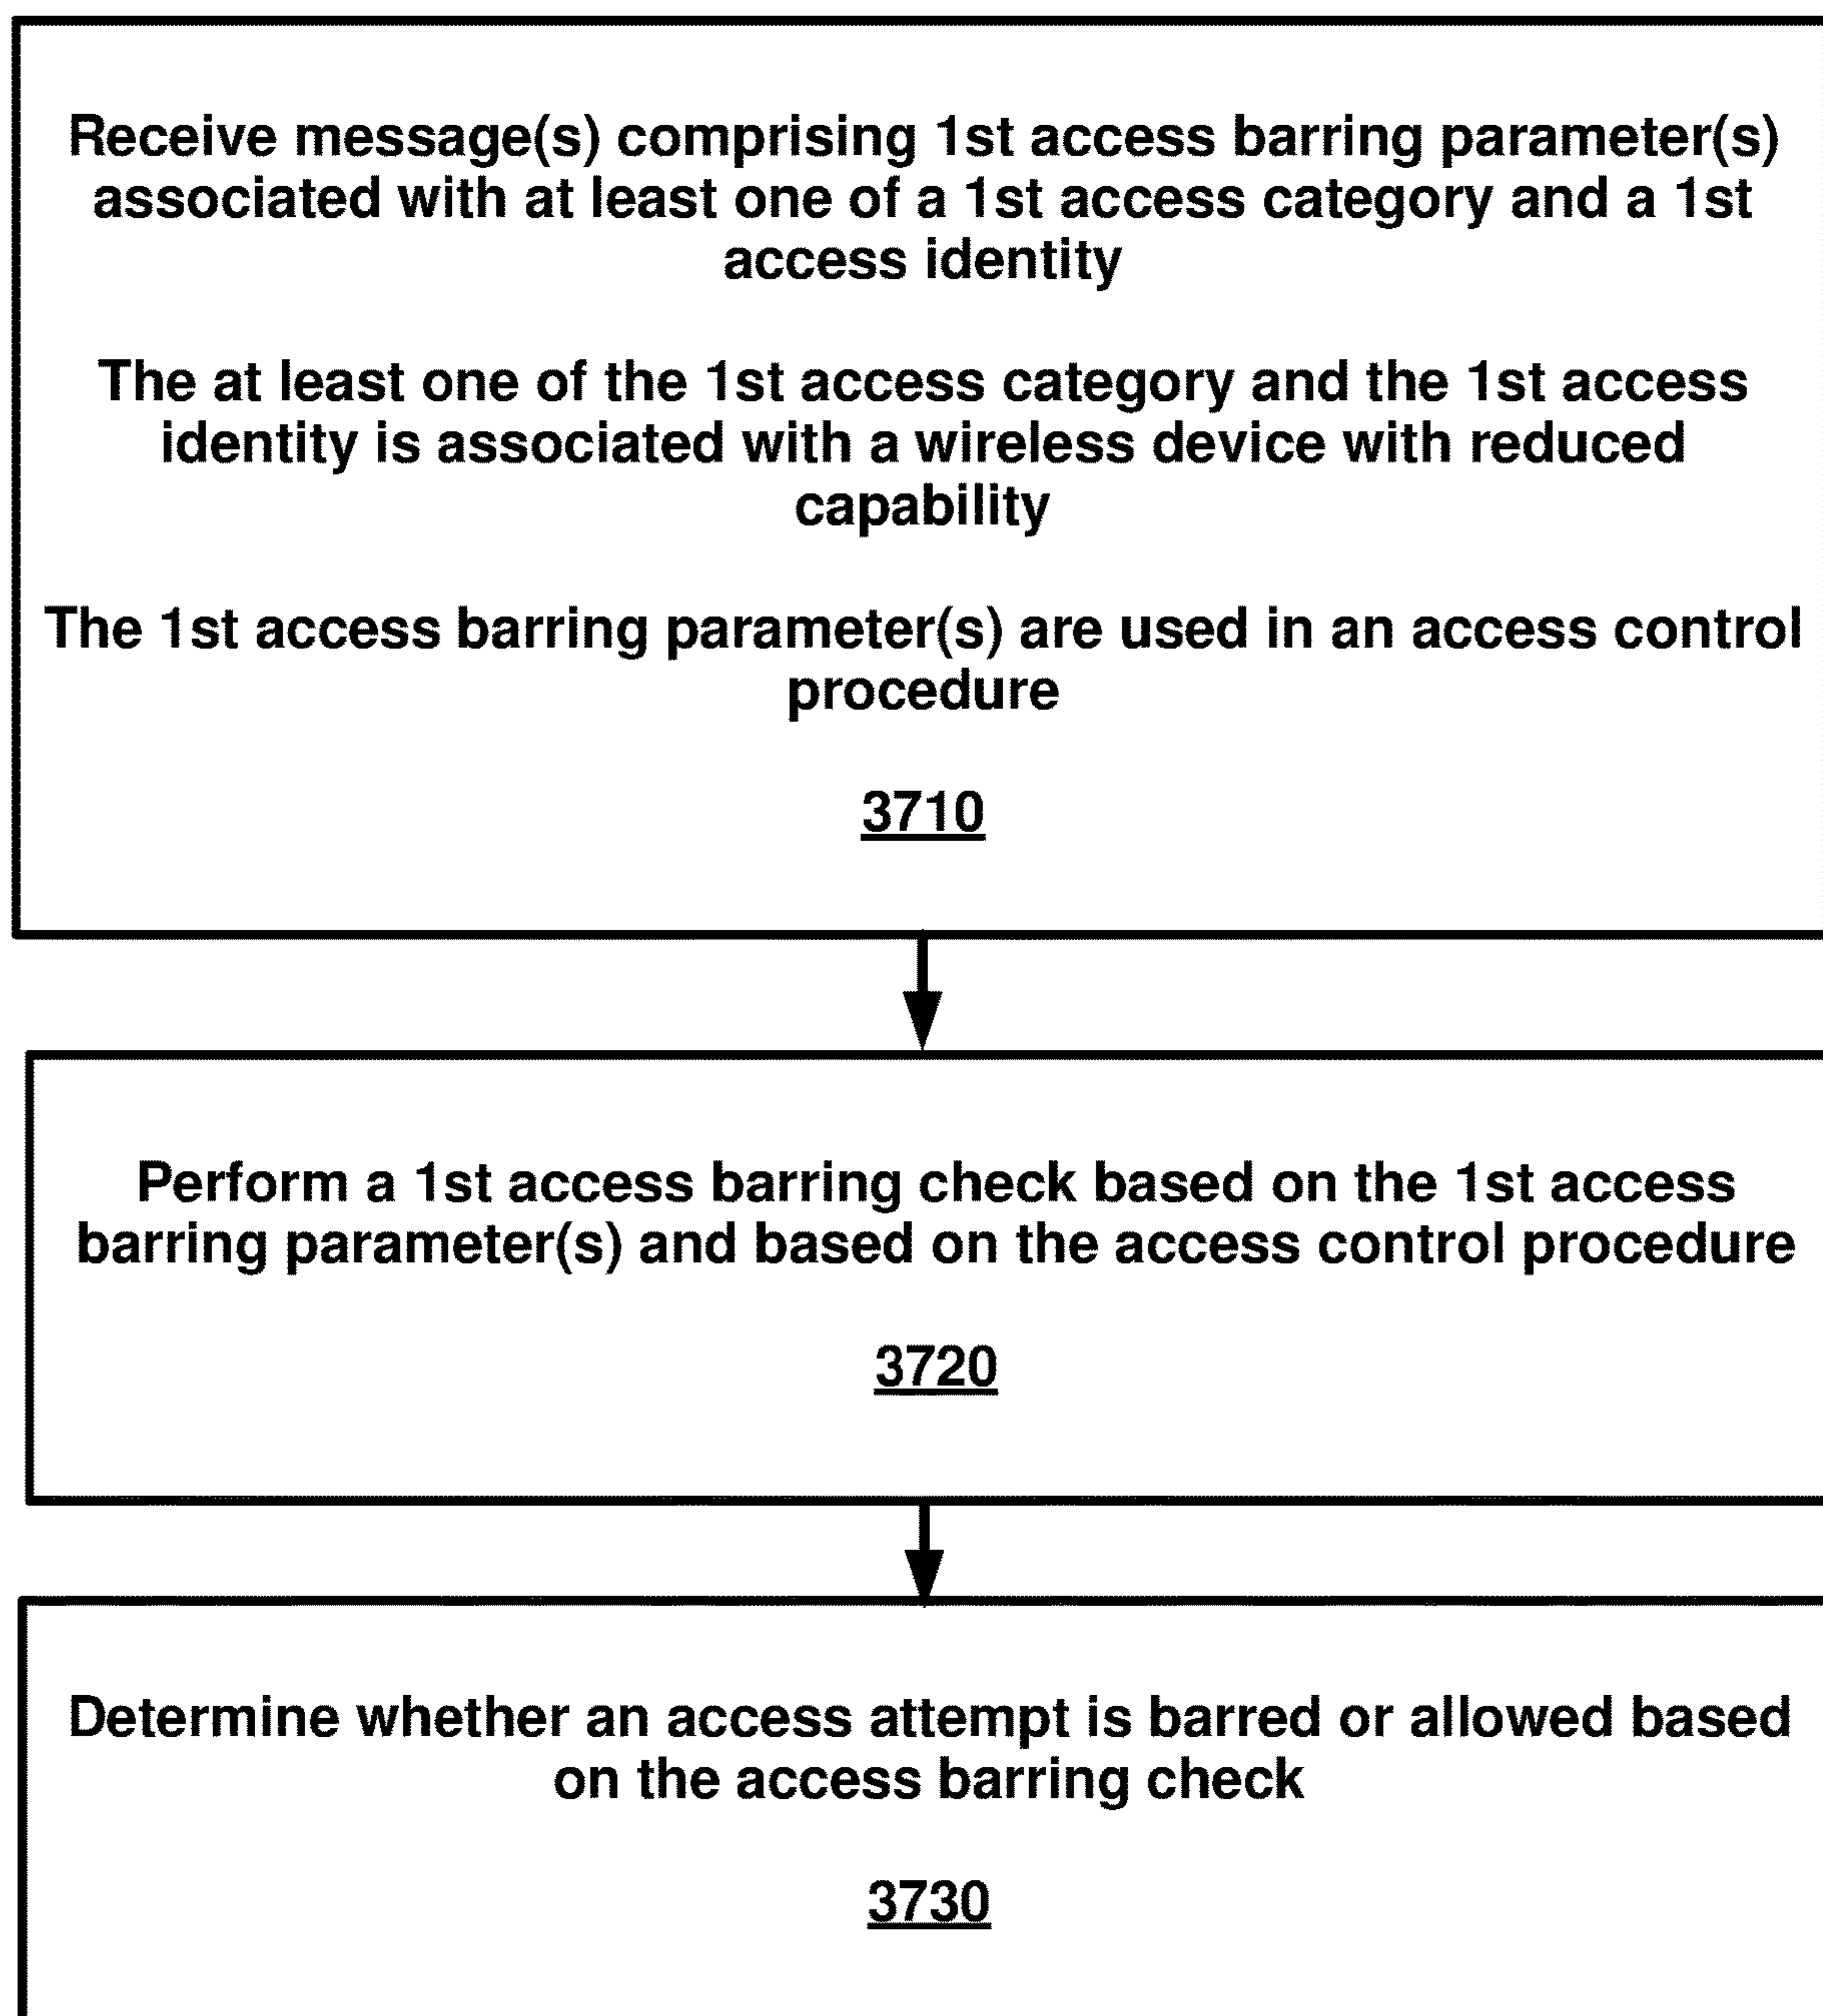 Receive message(s) comprising 1st access barring parameter(s)
associated with at least one of a 1st access category and a 1st
access identity
The at least one of the 1st access category and the 1st access
identity is associated with a wireless device with reduced
capability
The 1st access barring parameter(s) are used in an access control
procedure
3710
Perform a 1st access barring check based on the 1st access
barring parameter(s) and based on the access control procedure
3720
Determine whether an access attempt is barred or allowed based
on the access barring check
3730